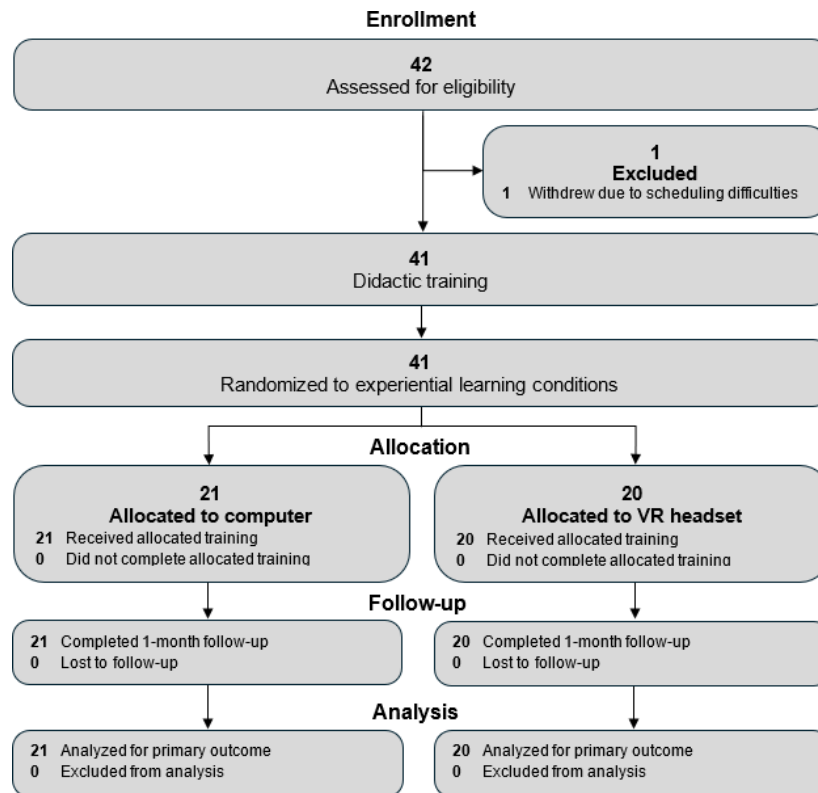 Enrollment
42
Assessed for eligibility
1
Excluded
1 Withdrew due to scheduling difficulties
41
Didactic training
41
Randomized to experiential learning conditions
Allocation
21
Allocated to computer
21 Received allocated training
0 Did not complete allocated training
20
Allocated to VR headset
20 Received allocated training
0 Did not complete allocated training
Follow-up
21 Completed 1-month follow-up
0 Lost to follow-up
20 Completed 1-month follow-up
0 Lost to follow-up
Analysis
21 Analyzed for primary outcome
0 Excluded from analysis
20 Analyzed for primary outcome
0 Excluded from analysis